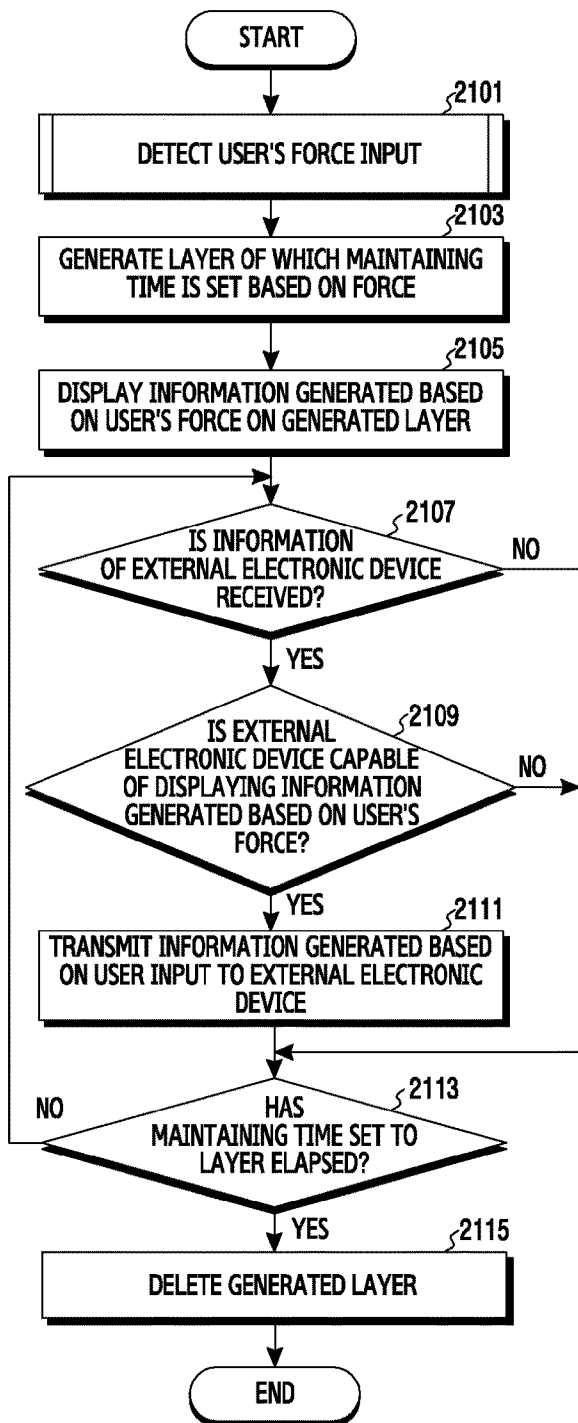 START
2101
DETECT USER'S FORCE INPUT
2103
GENERATE LAYER OF WHICH MAINTAINING
TIME IS SET BASED ON FORCE
2105
DISPLAY INFORMATION GENERATED BASED
ON USER'S FORCE ON GENERATED LAYER
2107
IS INFORMATION
OF EXTERNAL ELECTRONIC DEVICE
RECEIVED?
NO
YES
2109
IS EXTERNAL
ELECTRONIC DEVICE CAPABLE
OF DISPLAYING INFORMATION
GENERATED BASED ON USER'S
FORCE?
NO
YES
2111
TRANSMIT INFORMATION GENERATED BASED
ON USER INPUT TO EXTERNAL ELECTRONIC
DEVICE
2113
NO
HAS
MAINTAINING TIME SET TO
LAYER ELAPSED?
YES
2115
DELETE GENERATED LAYER
END